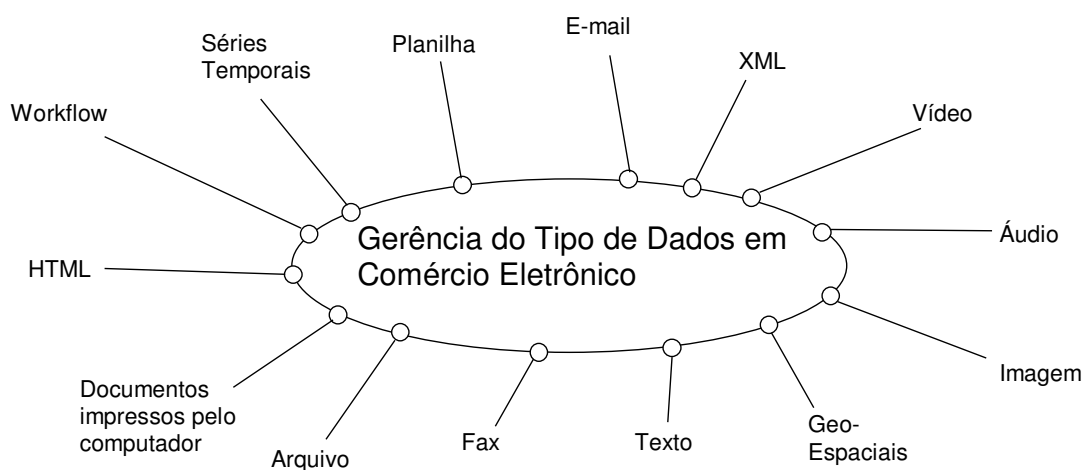 E-mail
Séries
Temporais
Planilha
XML
Workflow
Vídeo
Gerência do Tipo de Dados em
Comércio Eletrônico
Áudio
HTML
Imagem
Documentos
impressos pelo
computador
Arquivo
Fax
Texto
Geo-
Espaciais